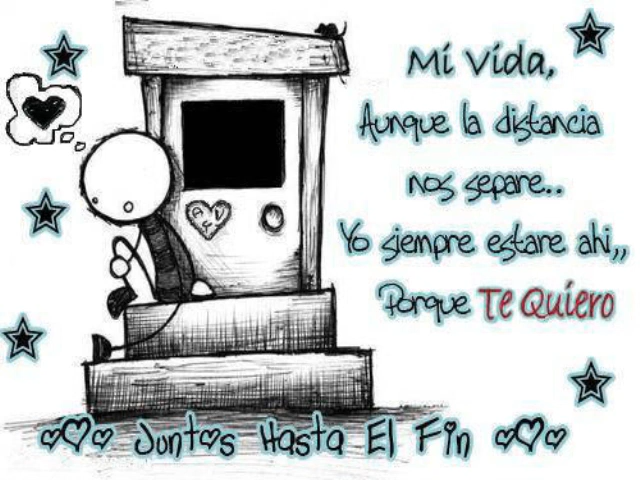 Mi vida,
Aunque la distancia
nos separe..
Yo siempre estare ahi,,
Porque Te Quiero
Juntos Hasta El Fin